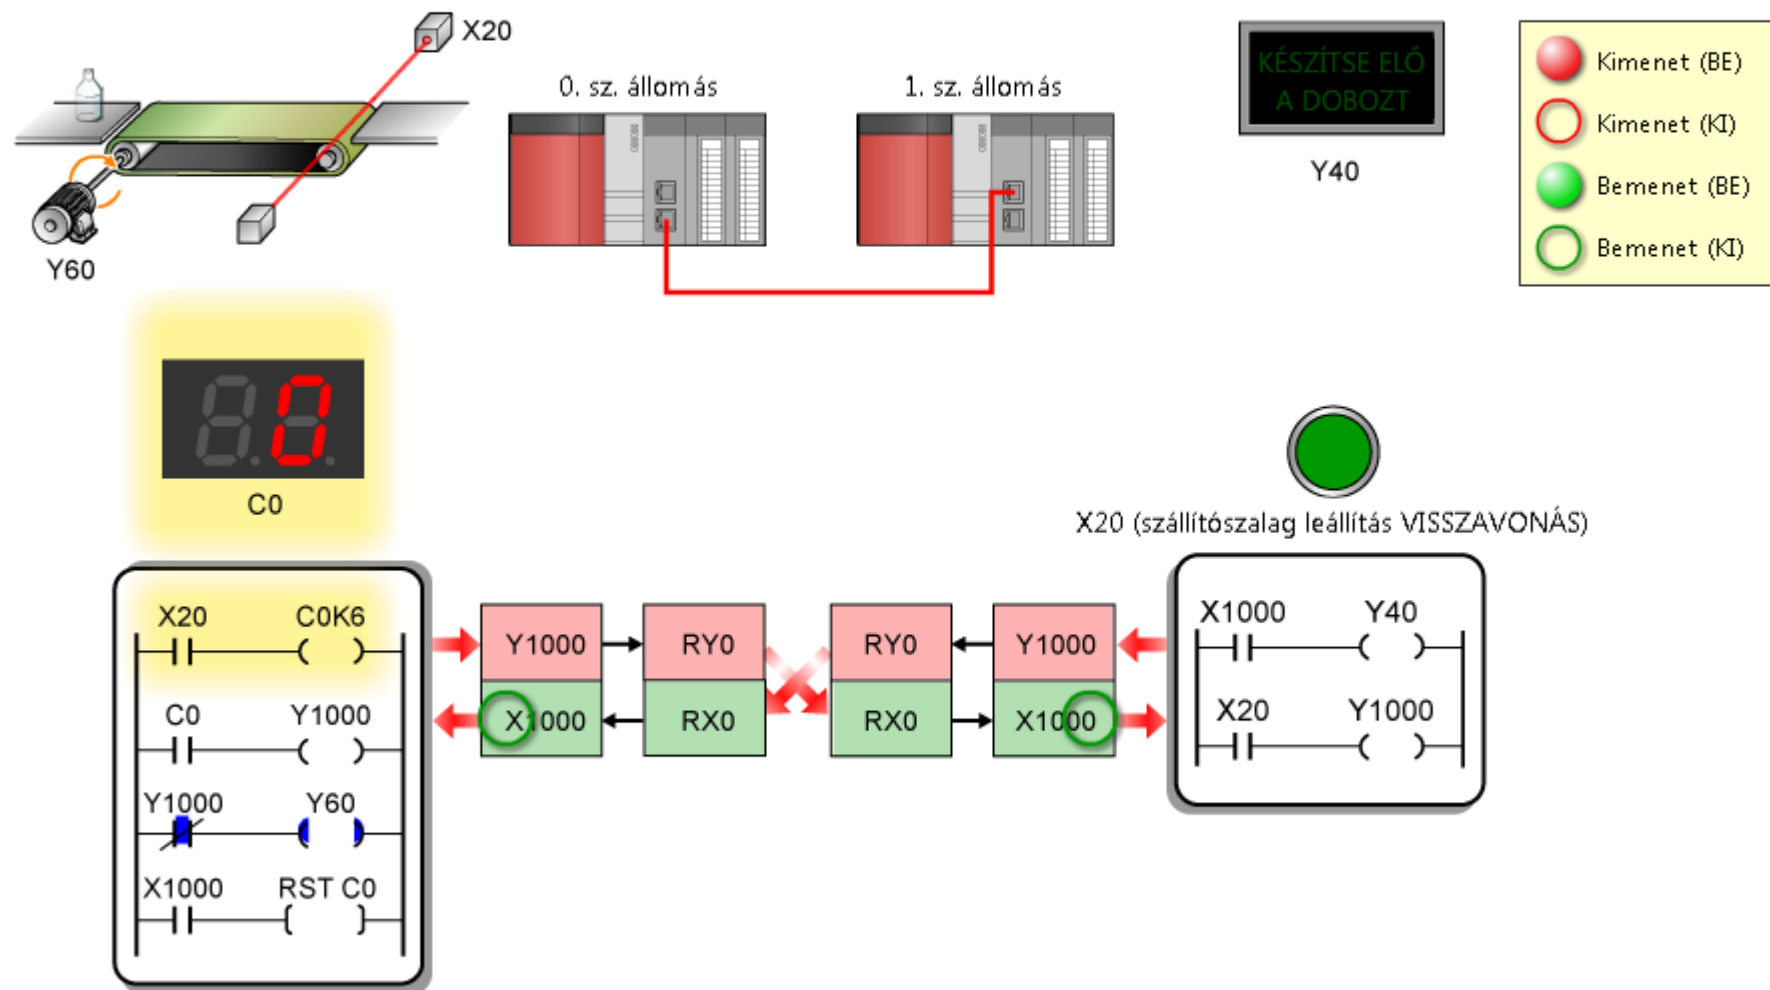 X20
Y60
0. sz. állomás
1. sz. állomás
KÉSZÍTSE ELŐ
A DOBOZT
Y40
Kimenet (BE)
Kimenet (KI)
Bemenet (BE)
Bemenet (KI)
0
C0
X20 (szállítószalag leállítás VISSZAVONÁS)
X20 C0K6
C0 Y1000
Y1000 Y60
X1000 RST C0
Y1000 RY0 RY0 Y1000
X1000 RX0 RX0 X1000
X1000 Y40
X20 Y1000